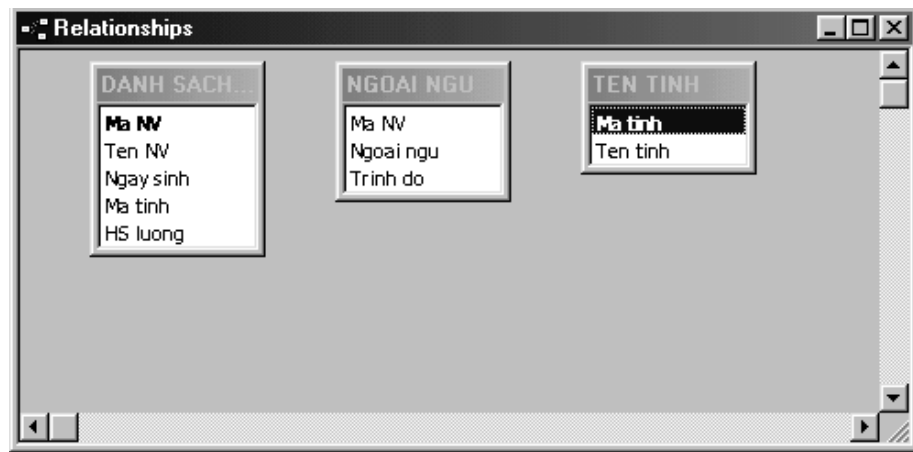 Relationships
DANH SACH...
Ma NV
Ten NV
Ngay sinh
Ma tinh
HS luong
NGOAI NGU
Ma NV
Ngoai ngu
Trinh do
TEN TINH
Ma tinh
Ten tinh